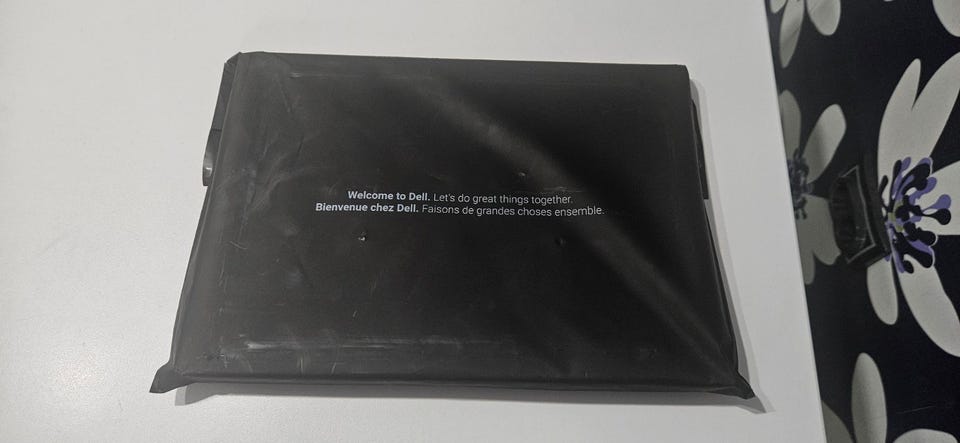 Welcome to Dell. Let's do great things together.
Bienvenue chez Dell. Faisons de grandes choses ensemble.